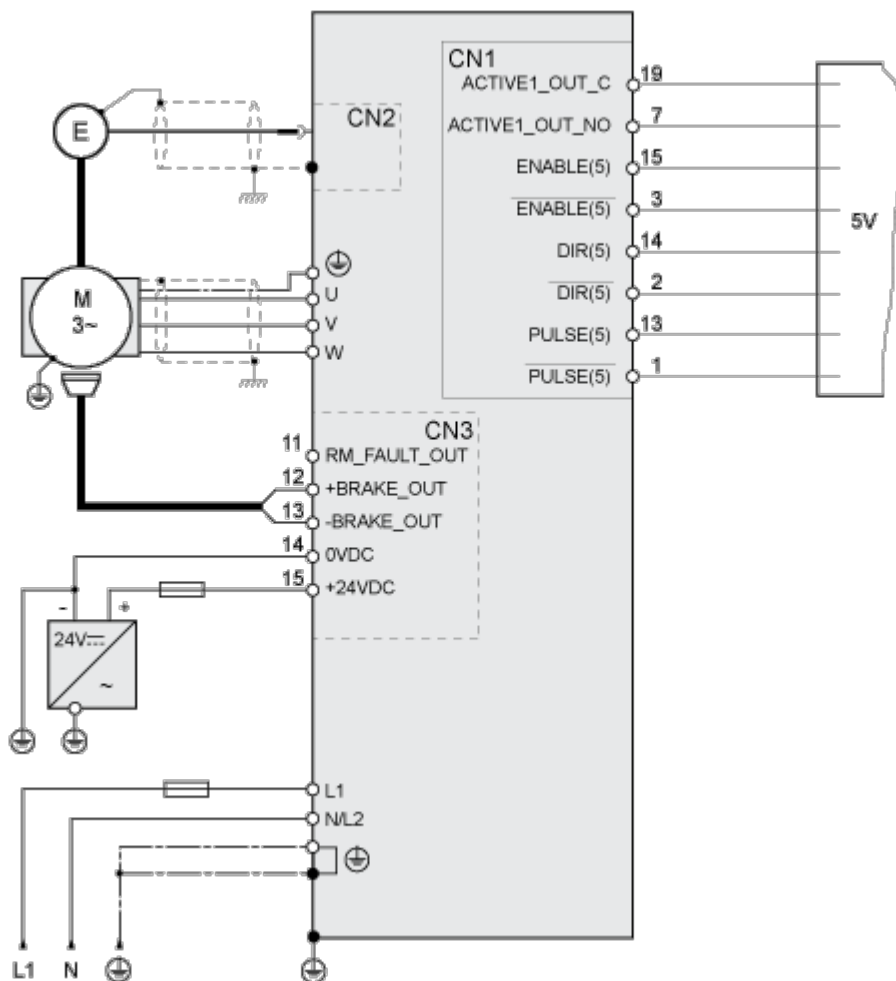 CN1
ACTIVE1_OUT_C 19
ACTIVE1_OUT_NO 7
ENABLE(5) 15
ENABLE(5) 3
DIR(5) 14
DIR(5) 2
PULSE(5) 13
PULSE(5) 1
5V
E
CN2
M
3~
U
V
W
CN3
11 RM_FAULT_OUT
12 +BRAKE_OUT
13 -BRAKE_OUT
14 0VDC
15 +24VDC
- +
24V
~
L1
N/L2
L1 N